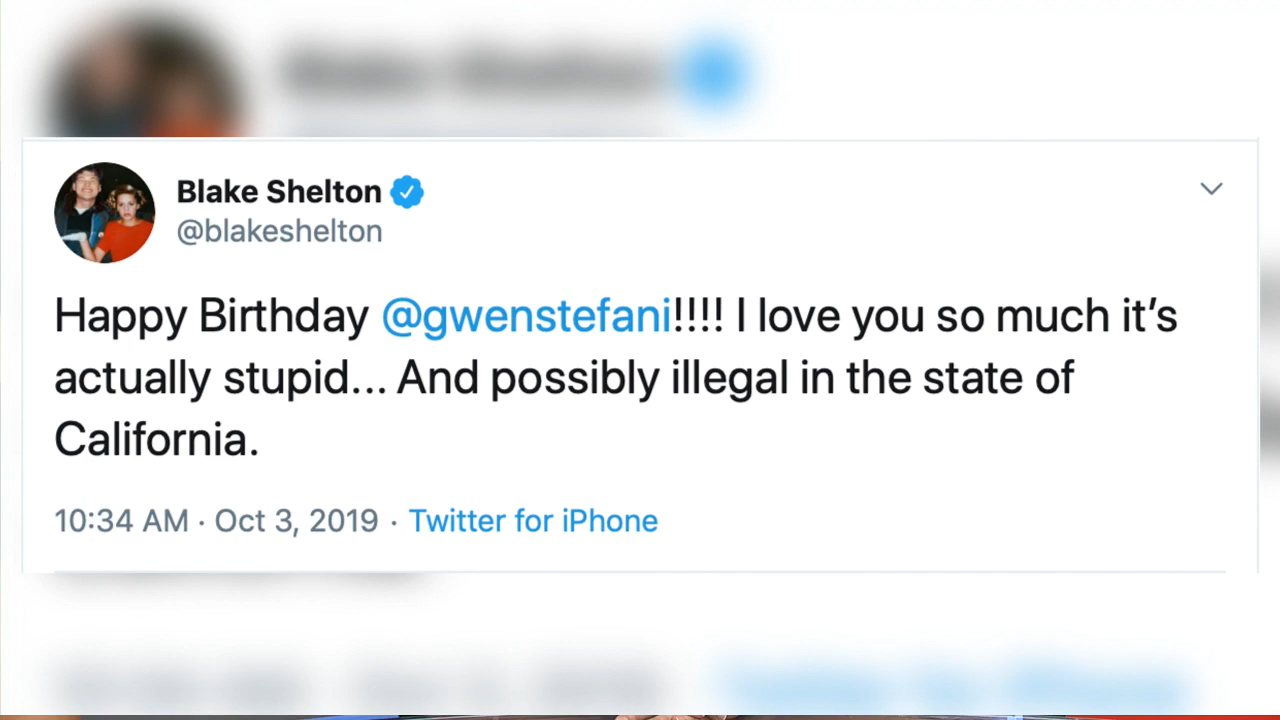 Blake Shelton
@blakeshelton
Happy Birthday @gwenstefani!!!! I love you so much it’s
actually stupid... And possibly illegal in the state of
California.
10:34 AM · Oct 3, 2019 · Twitter for iPhone